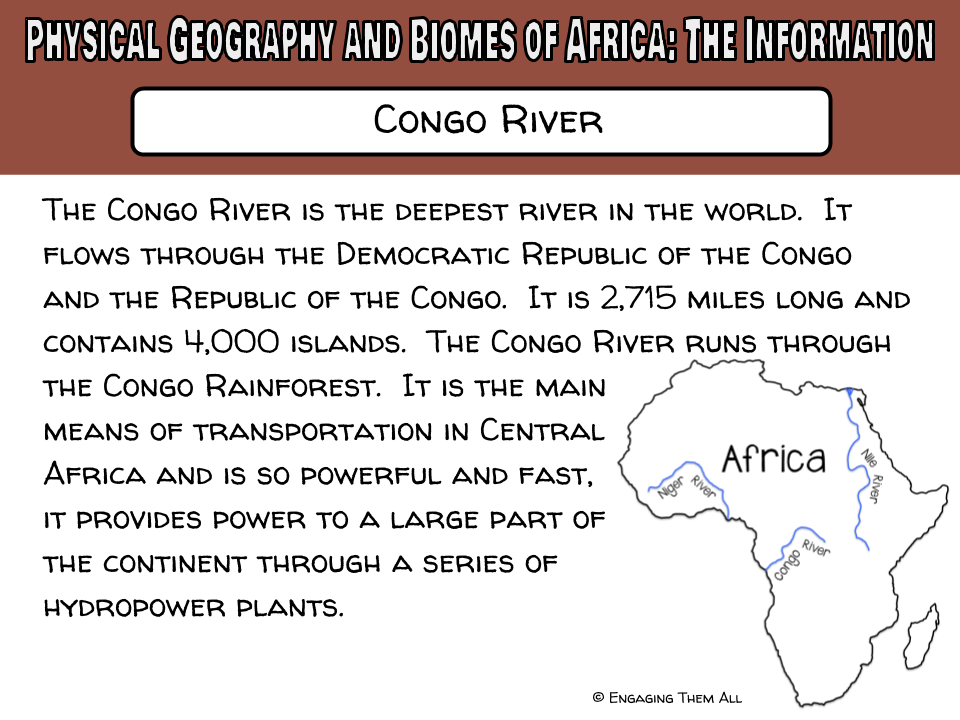 Physical Geography and Biomes of Africa: The Information
Congo River
The Congo River is the deepest river in the world. It
flows through the Democratic Republic of the Congo
and the Republic of the Congo. It is 2,715 miles long and
contains 4,000 islands. The Congo River runs through
the Congo Rainforest. It is the main
means of transportation in Central
Africa and is so powerful and fast,
it provides power to a large part of
the continent through a series of
hydropower plants.
Africa
Niger River
Nile River
Congo River
© Engaging Them All